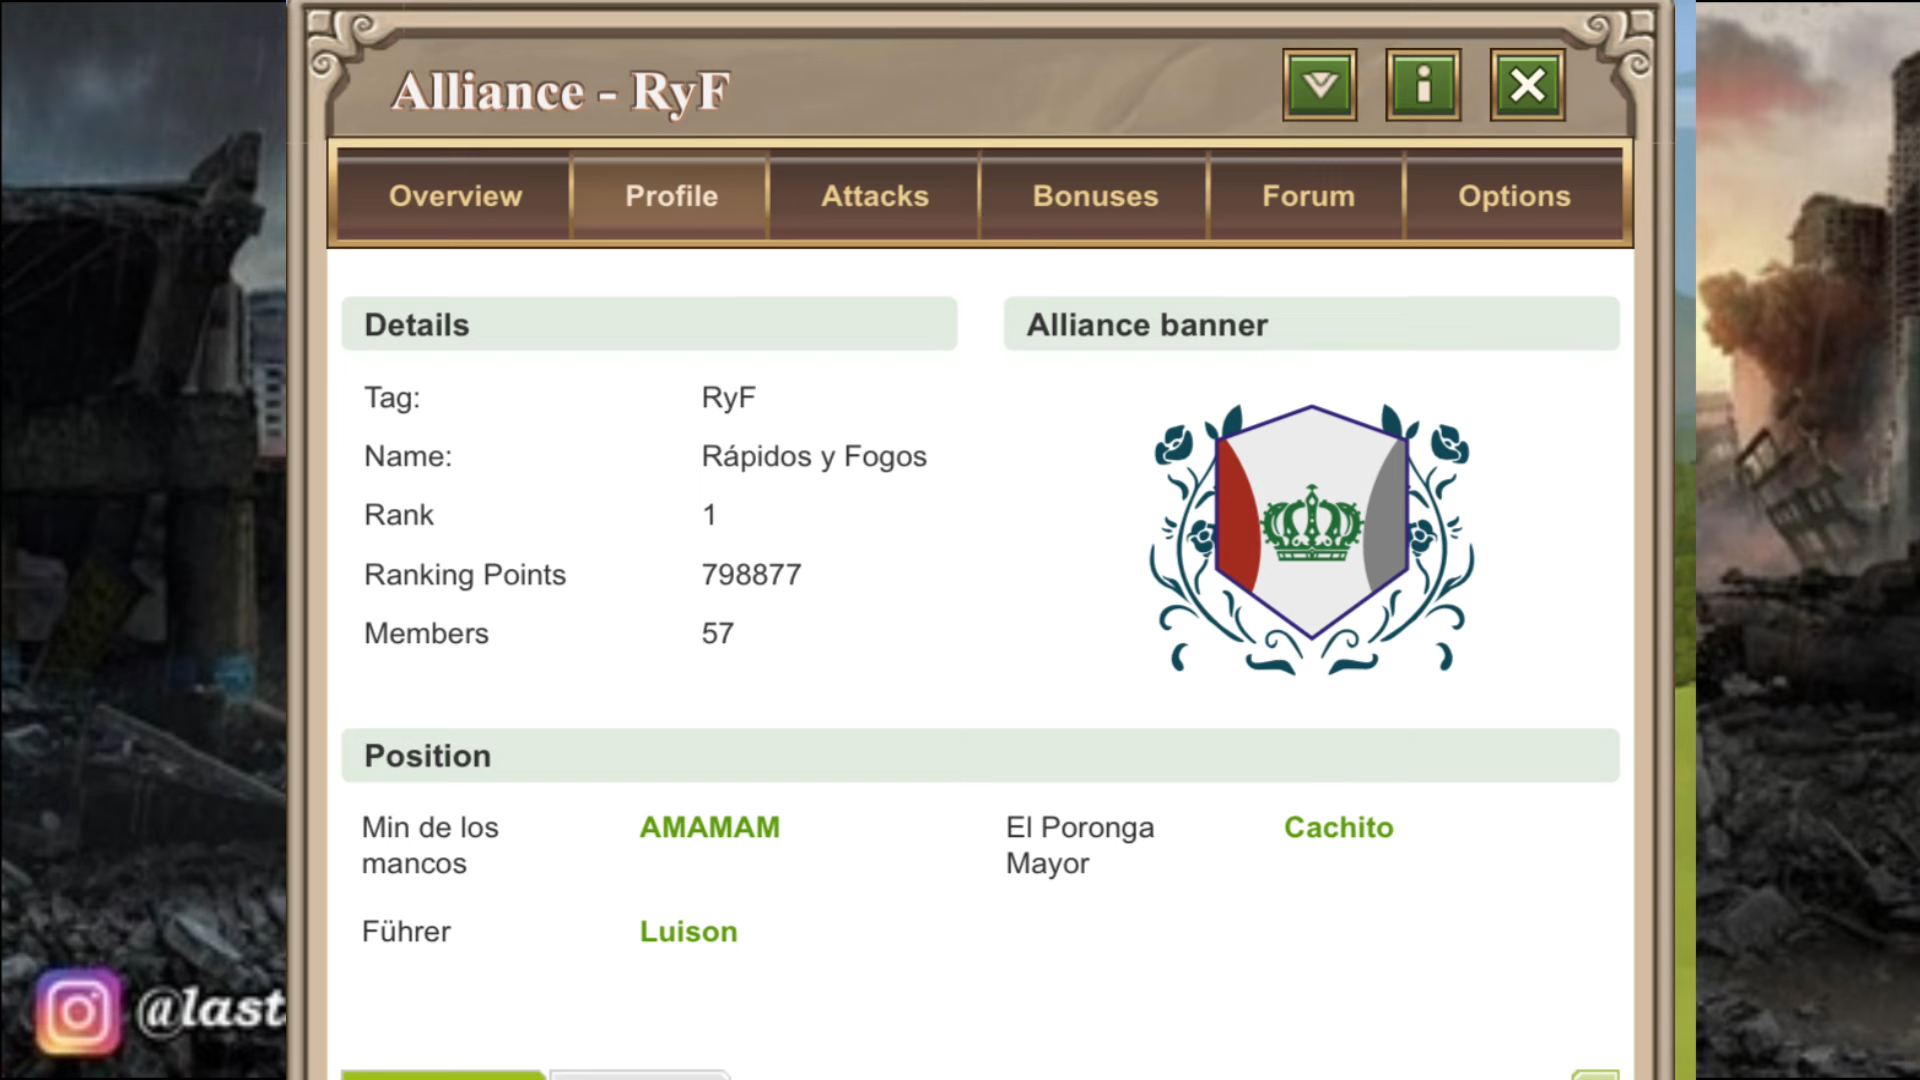 Alliance - RyF
Overview Profile Attacks Bonuses Forum Options
Details
Alliance banner
Tag: RyF
Name: Rápidos y Fogos
Rank 1
Ranking Points 798877
Members 57
Position
Min de los mancos AMAMAM
El Poronga Mayor Cachito
Führer Luison
@last